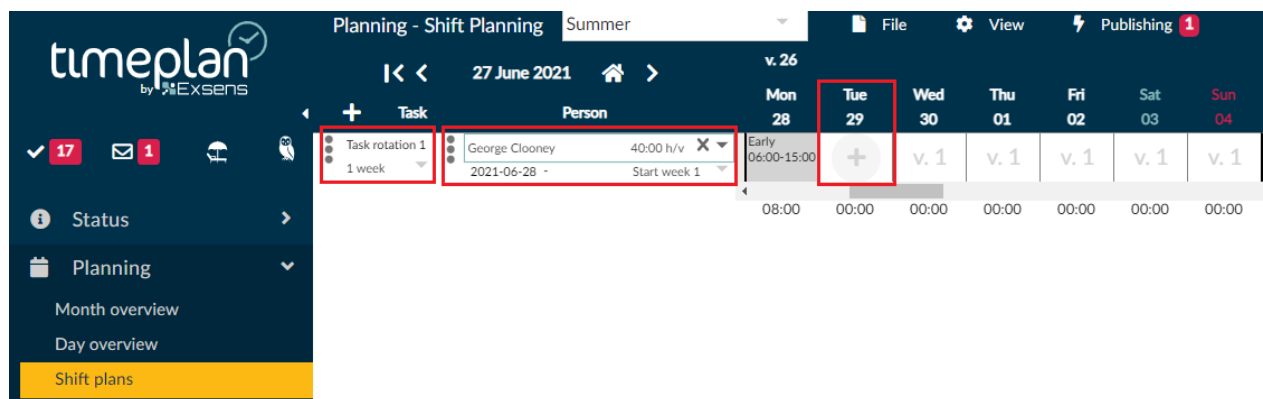 timeplan
by Exsens
Planning - Shift Planning Summer File View Publishing 1
27 June 2021
v. 26
Task Person
Mon Tue Wed Thu Fri Sat Sun
28 29 30 01 02 03 04
17 1
Task rotation 1
1 week
George Clooney 40:00 h/v X
2021-06-28 - Start week 1
Early
06:00-15:00
v. 1 v. 1 v. 1 v. 1 v. 1
08:00 00:00 00:00 00:00 00:00 00:00 00:00
Status
Planning
Month overview
Day overview
Shift plans